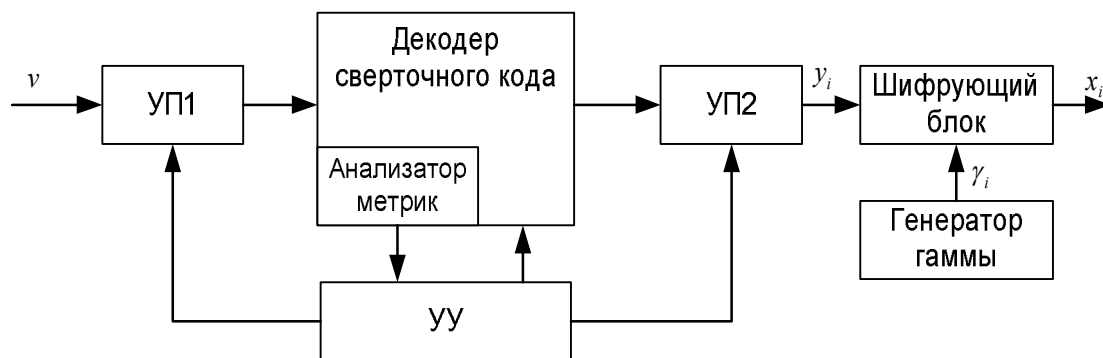 v
УП1
Декодер
сверточного кода
Анализатор
метрик
УУ
УП2
y_i
Шифрующий
блок
x_i
γ_i
Генератор
гаммы